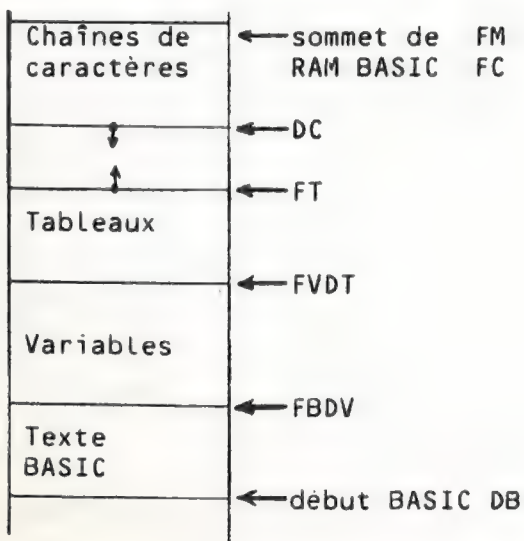 Chaînes de
caractères
sommet de FM
RAM BASIC FC
DC
FT
Tableaux
FVDT
Variables
FBDV
Texte
BASIC
début BASIC DB